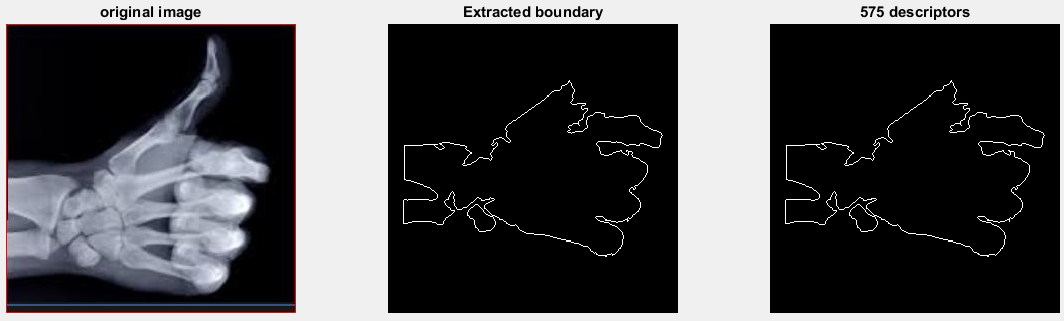 original image
Extracted boundary
575 descriptors